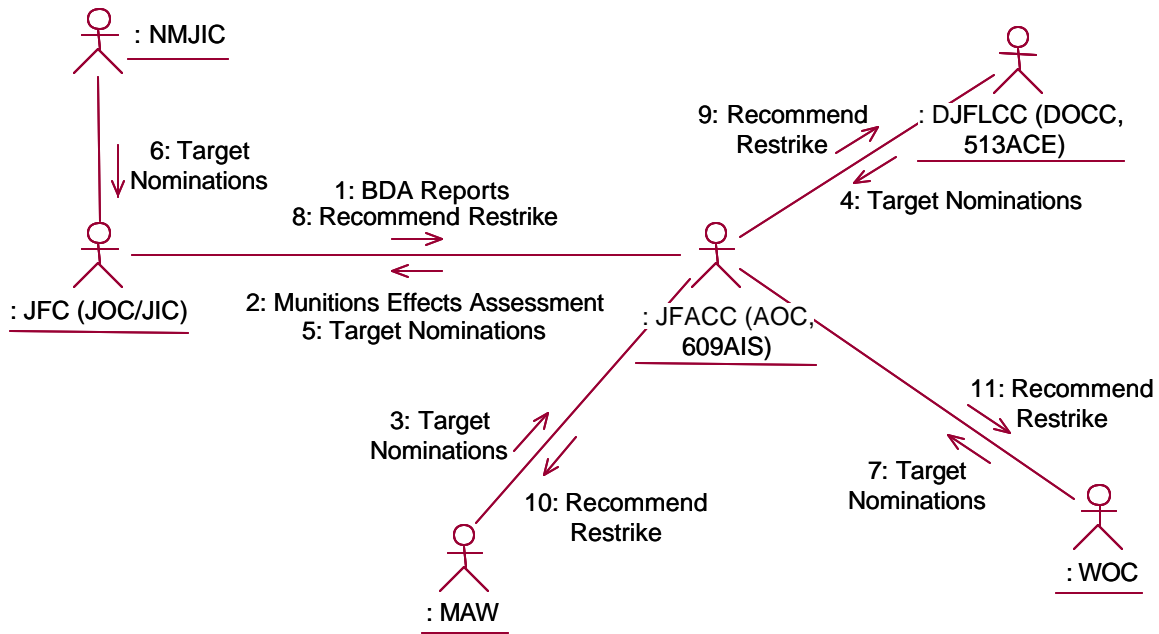 : NMJIC
9: Recommend
Restrike
: DJFLCC (DOCC,
513ACE)
6: Target
Nominations
1: BDA Reports
8: Recommend Restrike
4: Target Nominations
: JFC (JOC/JIC)
2: Munitions Effects Assessment
5: Target Nominations
: JFACC (AOC,
609AIS)
3: Target
Nominations
11: Recommend
Restrike
7: Target
Nominations
10: Recommend
Restrike
: WOC
: MAW